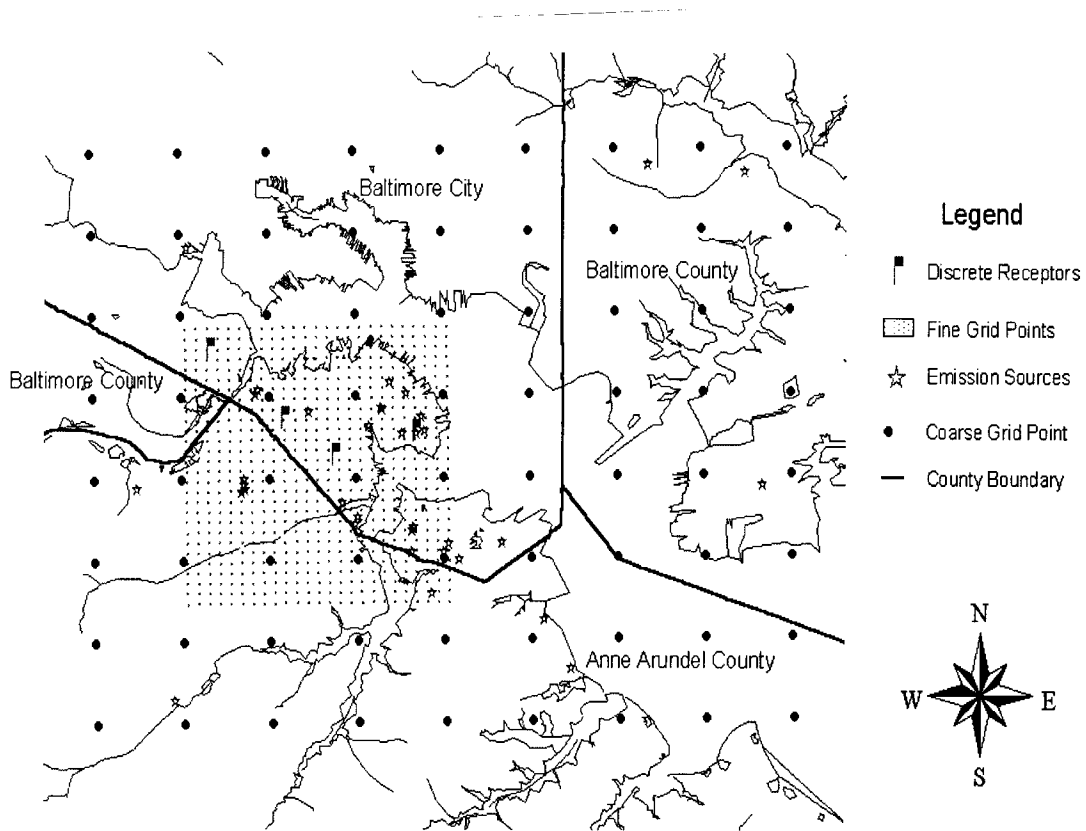 Baltimore City
Baltimore County
Baltimore County
Anne Arundel County
Legend
Discrete Receptors
Fine Grid Points
Emission Sources
Coarse Grid Point
County Boundary
N
W
E
S